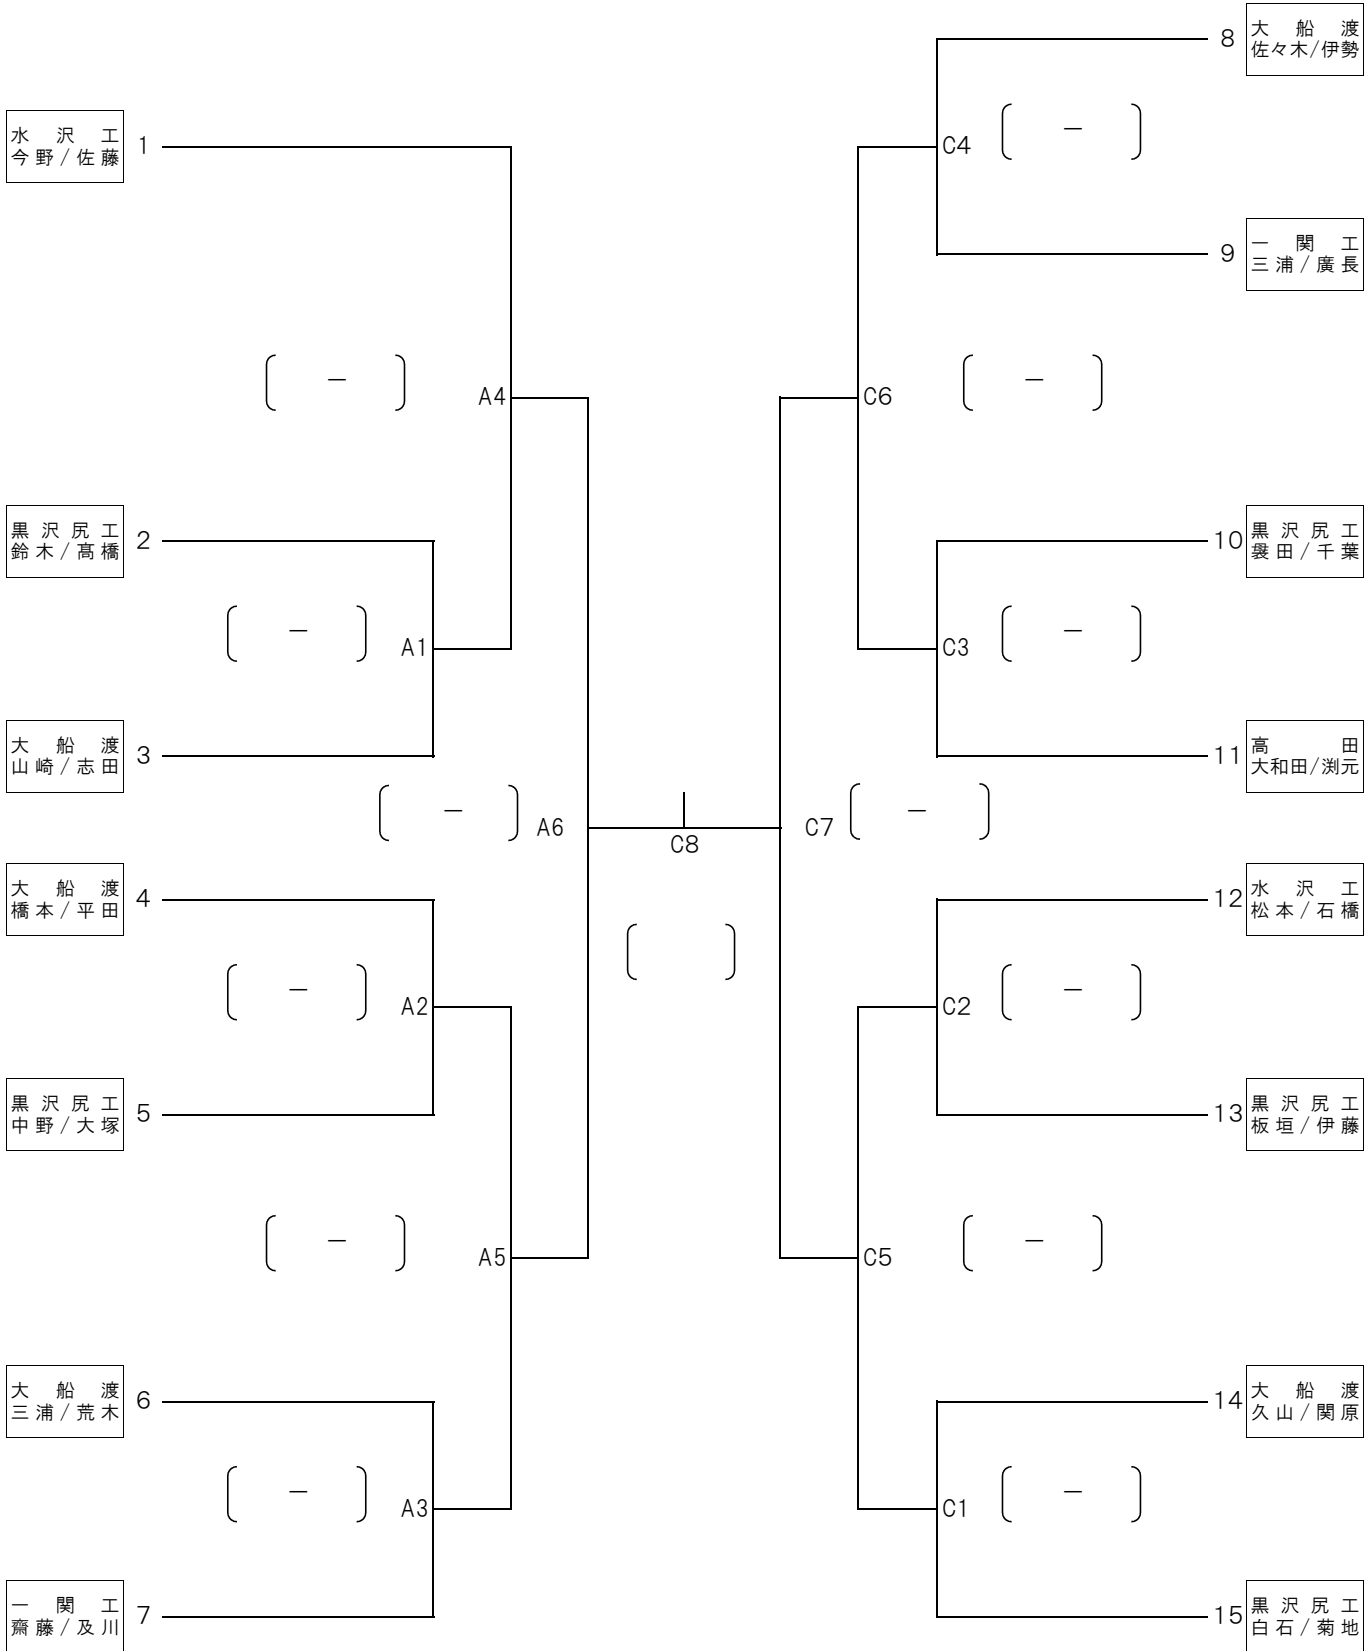 水沢工
今野/佐藤
1
A4
－
黒沢尻工
鈴木/髙橋
2
－
A1
大船渡
山崎/志田
3
－
A6
大船渡
橋本/平田
4
－
A2
黒沢尻工
中野/大塚
5
－
A5
大船渡
三浦/荒木
6
－
A3
一関工
齋藤/及川
7
C8
8
大船渡
佐々木/伊勢
C4
－
9
一関工
三浦/廣長
C6
－
10
黒沢尻工
袰田/千葉
C3
－
11
高田
大和田/渕元
C7
－
12
水沢工
松本/石橋
C2
－
13
黒沢尻工
板垣/伊藤
C5
－
14
大船渡
久山/関原
C1
－
15
黒沢尻工
白石/菊地